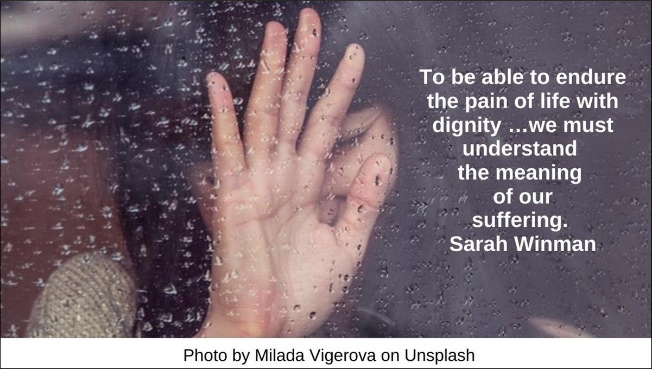 To be able to endure
the pain of life with
dignity …we must
understand
the meaning
of our
suffering.
Sarah Winman
Photo by Milada Vigerova on Unsplash